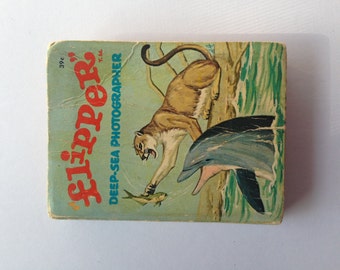 39¢
"flipper"
T.M.
DEEP-SEA PHOTOGRAPHER